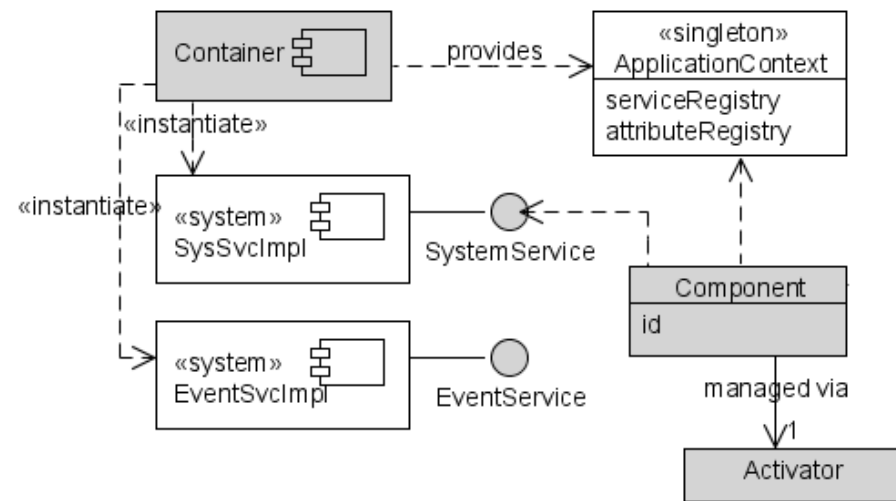 «singleton»
Container
provides
ApplicationContext
serviceRegistry
attributeRegistry
«instantiate»
«instantiate»
«system»
SysSvcImpl
SystemService
Component
id
«system»
EventSvcImpl
EventService
managed via
1
Activator